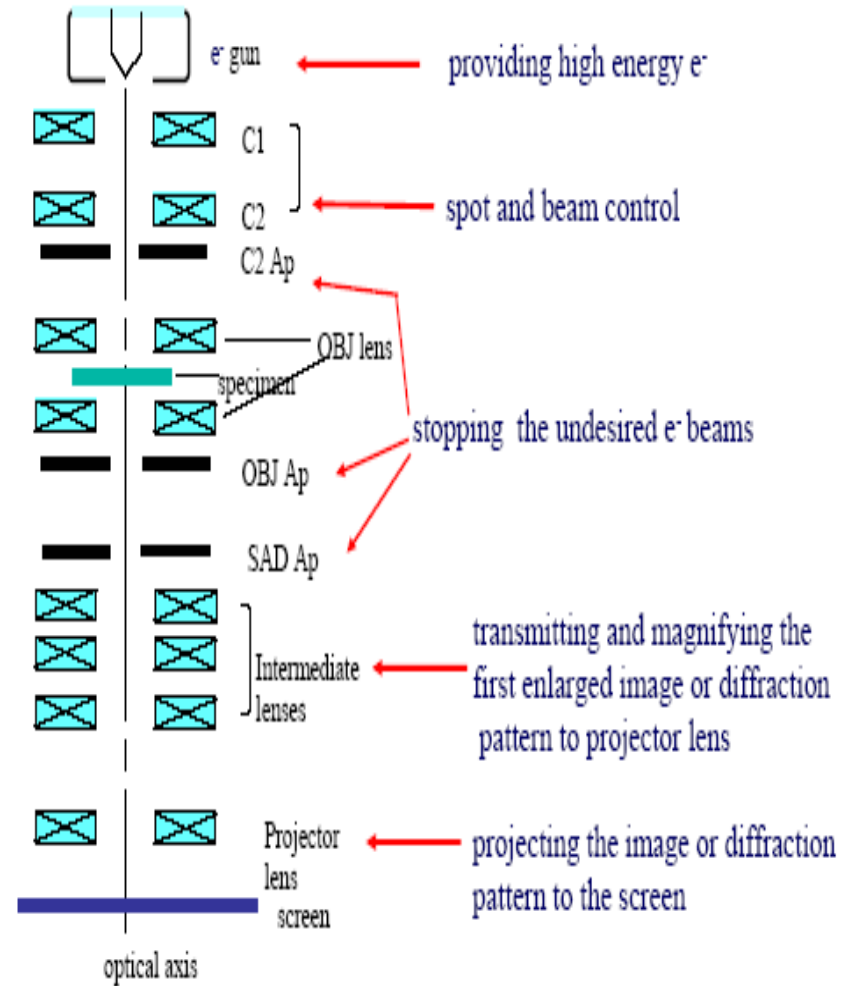 e⁻ gun
providing high energy e⁻
C1
C2
spot and beam control
C2 Ap
OBJ lens
specimen
stopping the undesired e⁻ beams
OBJ Ap
SAD Ap
Intermediate
lenses
transmitting and magnifying the
first enlarged image or diffraction
pattern to projector lens
Projector
lens
projecting the image or diffraction
pattern to the screen
screen
optical axis